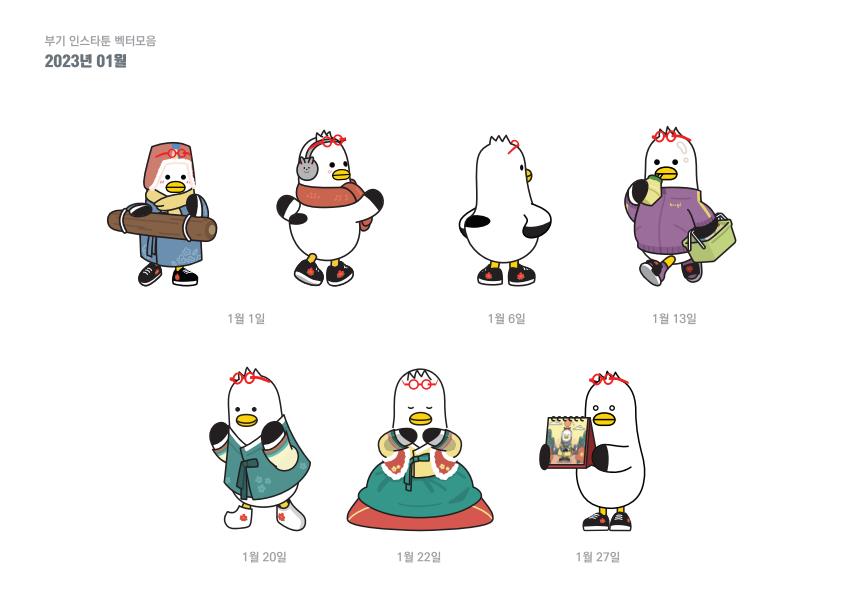 부기 인스타툰 벡터모음
2023년 01월
1월 1일
1월 6일
1월 13일
1월 20일
1월 22일
1월 27일